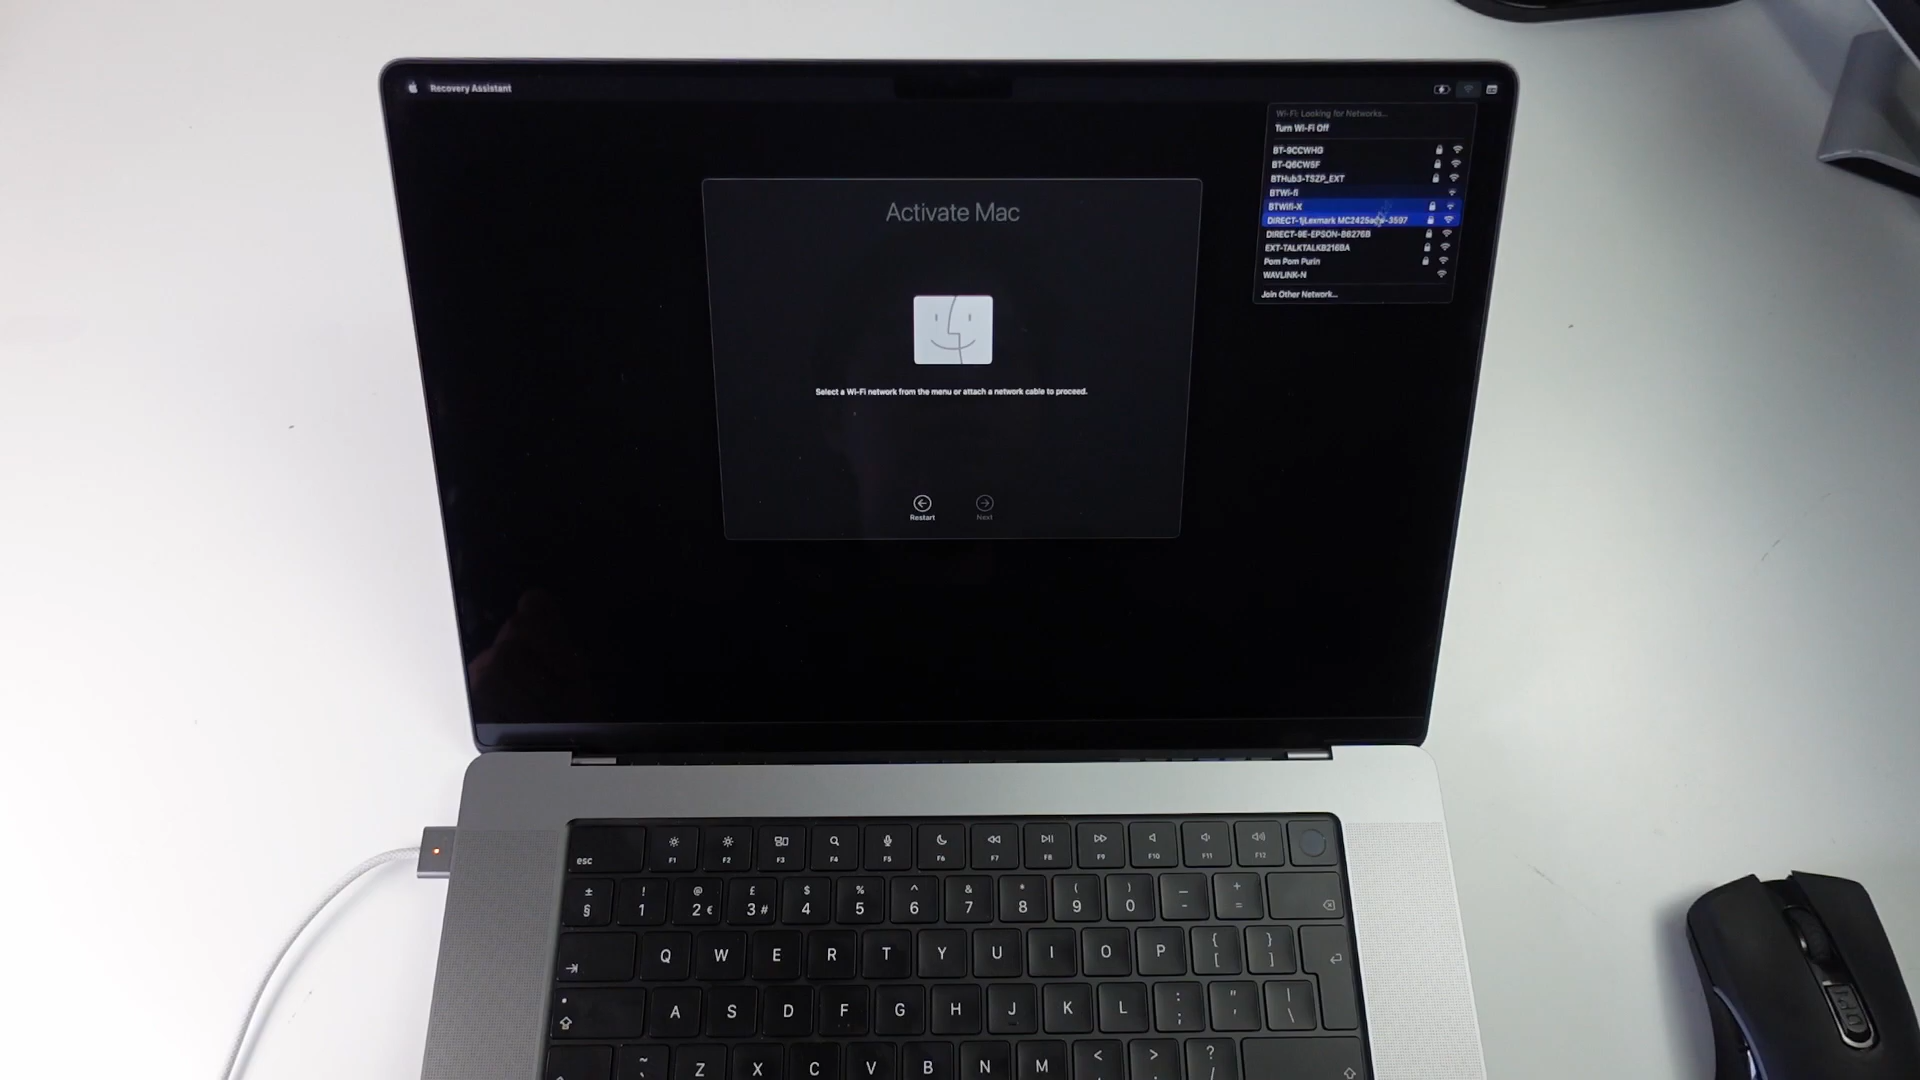 Recovery Assistant
Wi-Fi: Looking for Networks...
Turn Wi-Fi Off
BT-9CCWHG
BT-Q6CW5F
BTHub3-TSZP_EXT
BTWi-fi
BTWifi-X
DIRECT-9E-EPSON-B6276B
EXT-TALKTALKB216BA
Pom Pom Purin
WAVLINK-N
Join Other Network...
Activate Mac
Select a Wi-Fi network from the menu or attach a network cable to proceed.
Restart Next
esc F1 F2 F3 F4 F5 F6 F7 F8 F9 F10 F11 F12
± ! @ £ $ % ^ & * ( ) _ +
§ 1 2 € 3 # 4 5 6 7 8 9 0 - =
Q W E R T Y U I O P { [ } ]
A S D F G H J K L : ; " ' | \
~ Z X C V B N M < > ? /